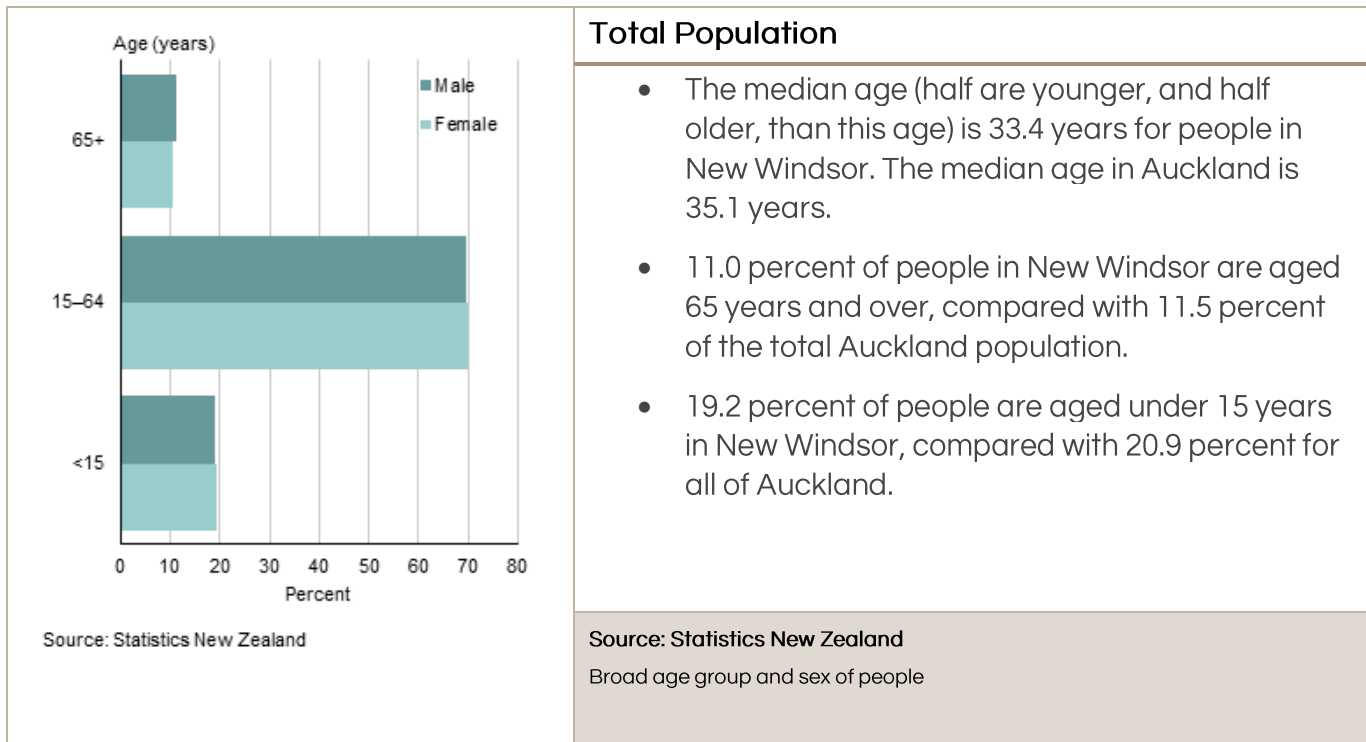 Age (years)
Male
Female
65+
15–64
<15
0 10 20 30 40 50 60 70 80
Percent
Source: Statistics New Zealand
Total Population
• The median age (half are younger, and half
older, than this age) is 33.4 years for people in
New Windsor. The median age in Auckland is
35.1 years.
• 11.0 percent of people in New Windsor are aged
65 years and over, compared with 11.5 percent
of the total Auckland population.
• 19.2 percent of people are aged under 15 years
in New Windsor, compared with 20.9 percent for
all of Auckland.
Source: Statistics New Zealand
Broad age group and sex of people